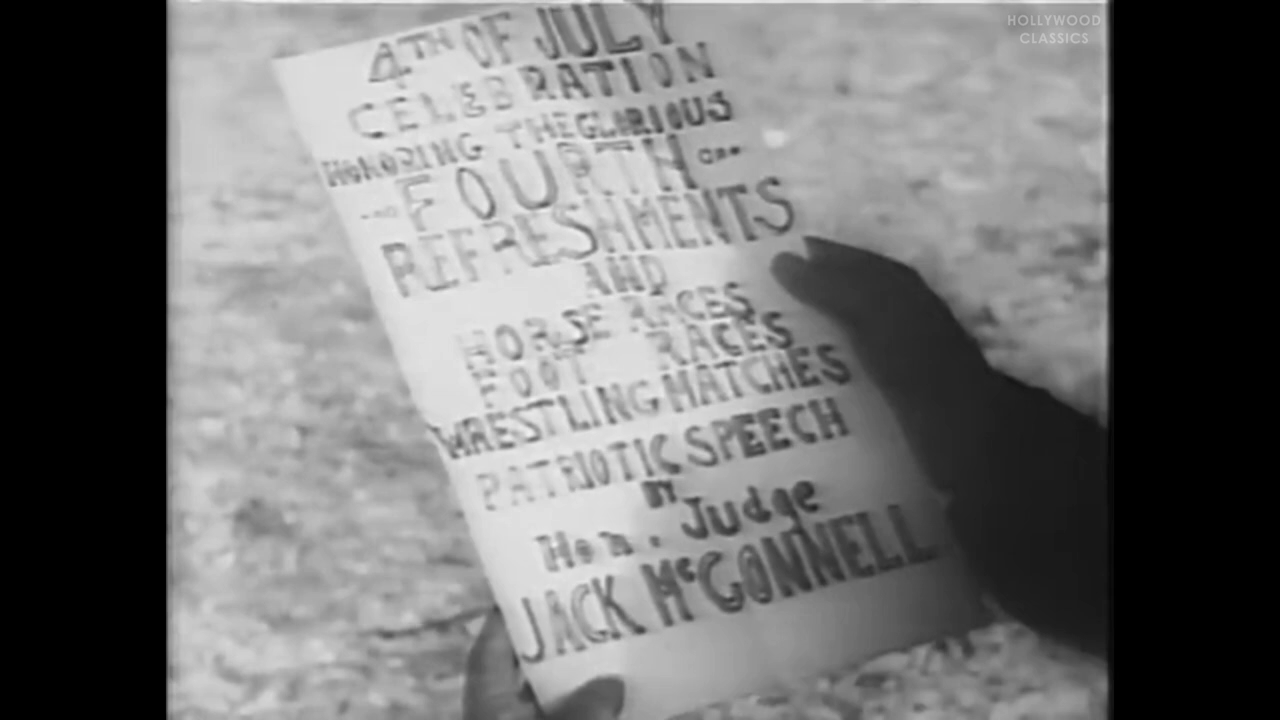 HOLLYWOOD
CLASSICS
4TH OF JULY
CELEBRATION
HONORING THE GLORIOUS
FOURTH
REFRESHMENTS
AND
HORSE RACES
FOOT RACES
WRESTLING MATCHES
PATRIOTIC SPEECH
BY
Hon. Judge
JACK McGONNELL